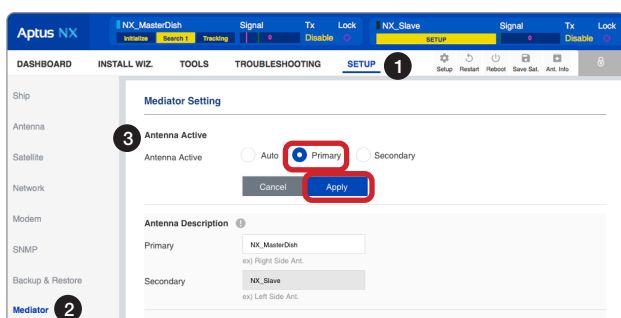 Aptus NX
NX_MasterDish Signal Tx Lock
Initialize Search 1 Tracking 0 Disable
NX_Slave Signal Tx Lock
SETUP 0 Disable
DASHBOARD INSTALL WIZ. TOOLS TROUBLESHOOTING SETUP 1
Setup Restart Reboot Save Sat. Ant. Info
Ship
Antenna
Satellite
Network
Modem
SNMP
Backup & Restore
Mediator 2
Mediator Setting
3 Antenna Active
Antenna Active Auto Primary Secondary
Cancel Apply
Antenna Description !
Primary NX_MasterDish
ex) Right Side Ant.
Secondary NX_Slave
ex) Left Side Ant.